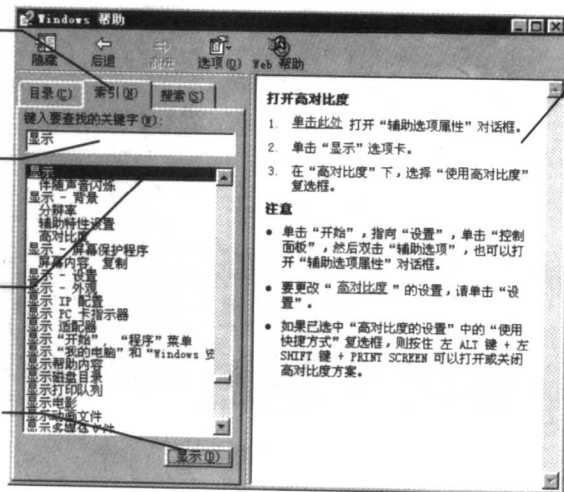 Windows 帮助
隐藏 后退 前进 选项(O) Web 帮助
目录(C) 索引(N) 搜索(S)
键入要查找的关键字(W):
显示
显示
伴随声音闪烁
显示 - 背景
分辨率
辅助特性设置
高对比度
显示 - 屏幕保护程序
屏幕内容，复制
显示 - 设置
显示 - 外观
显示 IP 配置
显示 PC 卡指示器
显示 适配器
显示“开始”，“程序”菜单
显示“我的电脑”和“Windows 资
显示帮助内容
显示磁盘目录
显示打印队列
显示电影
显示动画文件
显示多媒体文件
显示(D)
打开高对比度
1. 单击此处 打开“辅助选项属性”对话框。
2. 单击“显示”选项卡。
3. 在“高对比度”下，选择“使用高对比度”
复选框。
注意
● 单击“开始”，指向“设置”，单击“控制
面板”，然后双击“辅助选项”，也可以打
开“辅助选项属性”对话框。
● 要更改“高对比度”的设置，请单击“设
置”。
● 如果已选中“高对比度的设置”中的“使用
快捷方式”复选框，则按住 左 ALT 键 + 左
SHIFT 键 + PRINT SCREEN 可以打开或关闭
高对比度方案。